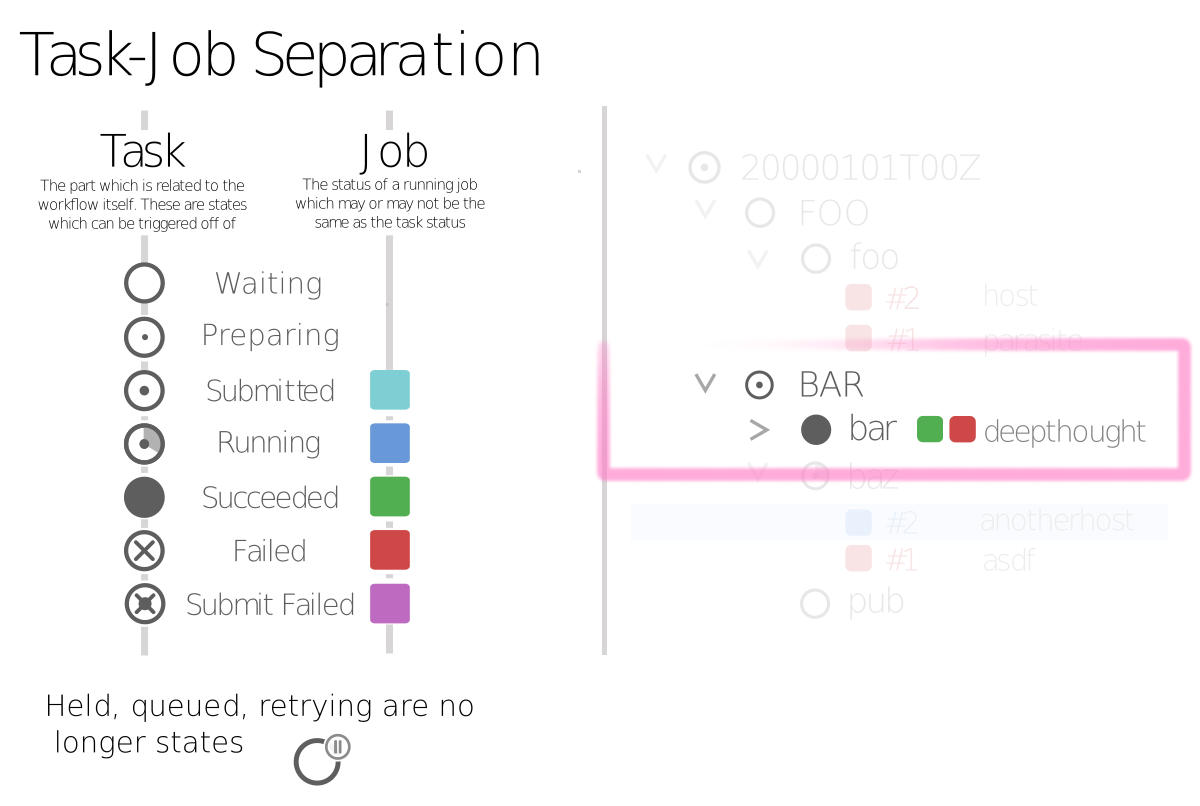 Task-Job Separation
Task
The part which is related to the
workflow itself. These are states
which can be triggered off of
Job
The status of a running job
which may or may not be the
same as the task status
Waiting
Preparing
Submitted
Running
Succeeded
Failed
Submit Failed
Held, queued, retrying are no
longer states
20000101T00Z
FOO
foo
#2 host
#1 parasite
BAR
bar deepthought
baz
#2 anotherhost
#1 asdf
pub